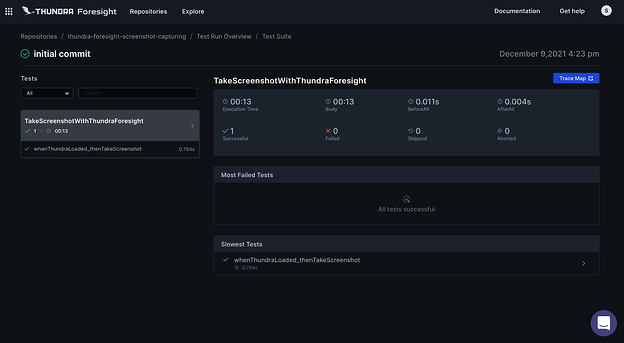 THUNDRA Foresight
Repositories
Explore
Documentation
Get help
S
Repositories / thundra-foresight-screenshot-capturing / Test Run Overview / Test Suite
initial commit
December 9,2021 4:23 pm
Tests
All
Search
TakeScreenshotWithThundraForesight
1 00:13
whenThundraLoaded_thenTakeScreenshot 0.784s
TakeScreenshotWithThundraForesight
Trace Map
00:13
Execution Time
00:13
Body
0.011s
BeforeAll
0.004s
AfterAll
1
Successful
0
Failed
0
Skipped
0
Aborted
Most Failed Tests
All tests successful
Slowest Tests
whenThundraLoaded_thenTakeScreenshot
0.784s